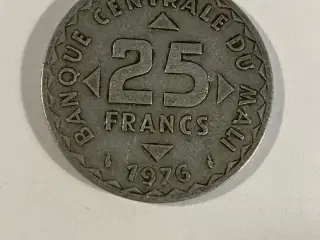 BANQUE CENTRALE DU MALI
25
FRANCS
1976